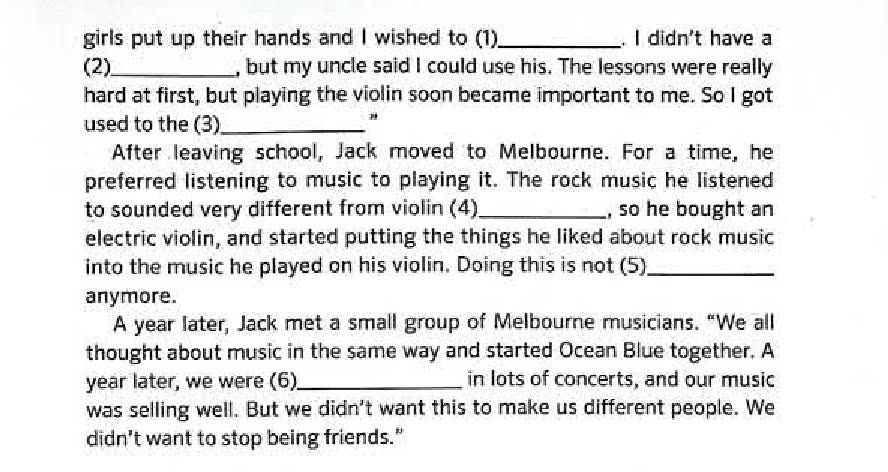 girls put up their hands and I wished to (1)____________. I didn't have a
(2)____________, but my uncle said I could use his. The lessons were really
hard at first, but playing the violin soon became important to me. So I got
used to the (3)______________"
After leaving school, Jack moved to Melbourne. For a time, he
preferred listening to music to playing it. The rock music he listened
to sounded very different from violin (4)____________, so he bought an
electric violin, and started putting the things he liked about rock music
into the music he played on his violin. Doing this is not (5)____________
anymore.
A year later, Jack met a small group of Melbourne musicians. "We all
thought about music in the same way and started Ocean Blue together. A
year later, we were (6)________________ in lots of concerts, and our music
was selling well. But we didn't want this to make us different people. We
didn't want to stop being friends."